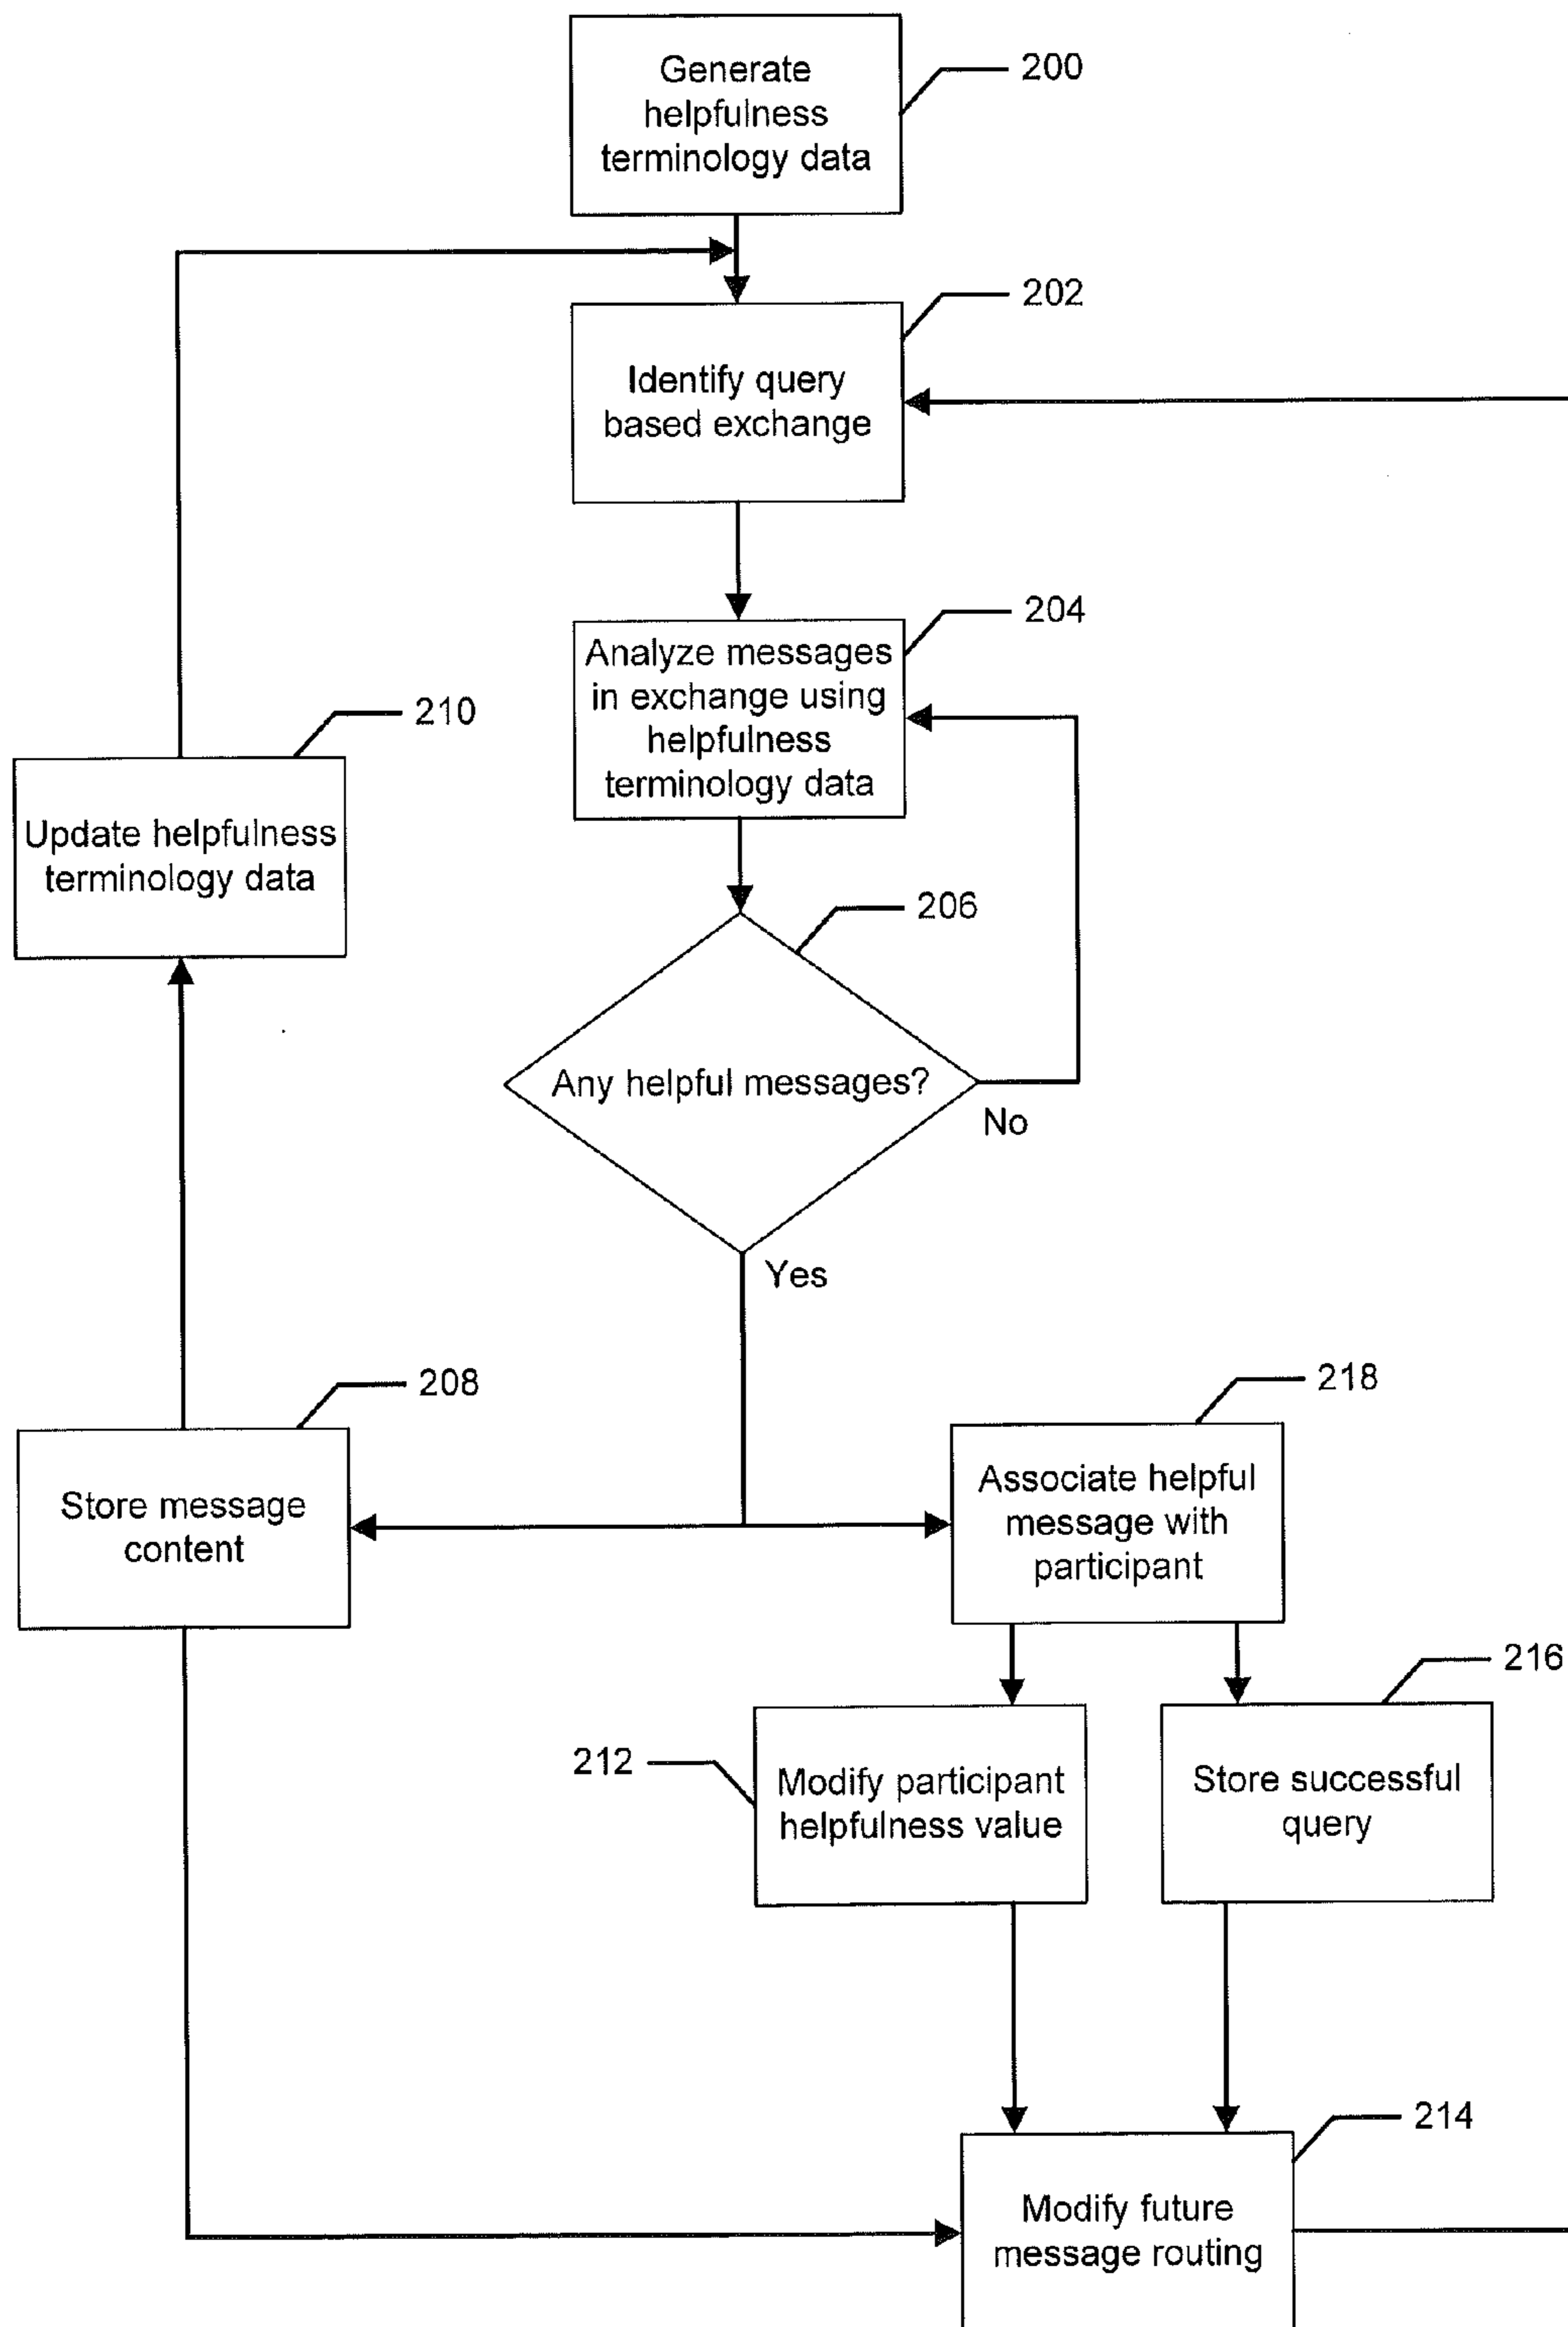 Generate
helpfulness
terminology data
200
202
Identify query
based exchange
204
Analyze messages
in exchange using
helpfulness
terminology data
210
Update helpfulness
terminology data
206
Any helpful messages?
No
Yes
208
Store message
content
218
Associate helpful
message with
participant
216
212
Modify participant
helpfulness value
Store successful
query
214
Modify future
message routing